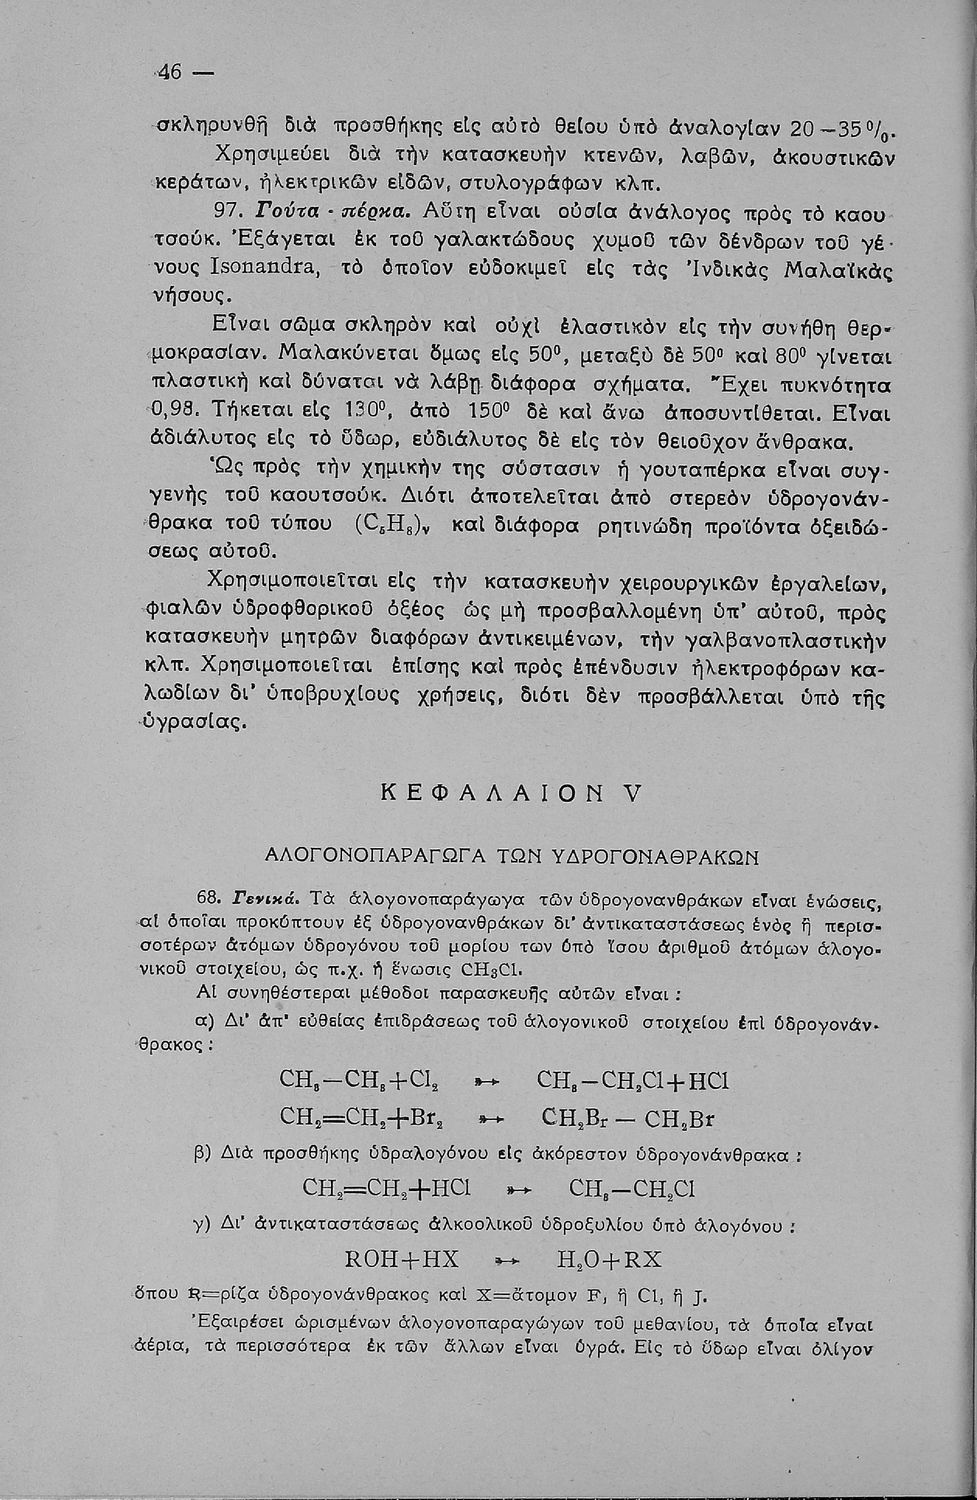 46 —
σκληρυνθῇ διὰ προσθήκης εἰς αὐτὸ θείου ὑπὸ ἀναλογίαν 20—35 %.
Χρησιμεύει διὰ τὴν κατασκευὴν κτενῶν, λαβῶν, ἀκουστικῶν
κεράτων, ἠλεκτρικῶν εἰδῶν, στυλογράφων κλπ.
97. Γούτα - πέρκα. Αὕτη εἶναι οὐσία ἀνάλογος πρὸς τὸ καου
τσούκ. Ἐξάγεται ἐκ τοῦ γαλακτώδους χυμοῦ τῶν δένδρων τοῦ γέ-
νους Isonandra, τὸ ὁποῖον εὐδοκιμεῖ εἰς τὰς Ἰνδικὰς Μαλαϊκὰς
νήσους.
Εἶναι σῶμα σκληρὸν καὶ οὐχὶ ἐλαστικὸν εἰς τὴν συνήθη θερ-
μοκρασίαν. Μαλακύνεται ὅμως εἰς 50⁰, μεταξὺ δὲ 50⁰ καὶ 80⁰ γίνεται
πλαστικὴ καὶ δύναται νὰ λάβῃ διάφορα σχήματα. Ἔχει πυκνότητα
0,98. Τήκεται εἰς 130⁰, ἀπὸ 150⁰ δὲ καὶ ἄνω ἀποσυντίθεται. Εἶναι
ἀδιάλυτος εἰς τὸ ὕδωρ, εὐδιάλυτος δὲ εἰς τὸν θειοῦχον ἄνθρακα.
Ὡς πρὸς τὴν χημικὴν της σύστασιν ἡ γουταπέρκα εἶναι συγ-
γενὴς τοῦ καουτσούκ. Διότι ἀποτελεῖται ἀπὸ στερεὸν ὑδρογονάν-
θρακα τοῦ τύπου (C₅H₈)ᵥ καὶ διάφορα ρητινώδη προϊόντα ὀξειδώ-
σεως αὐτοῦ.
Χρησιμοποιεῖται εἰς τὴν κατασκευὴν χειρουργικῶν ἐργαλείων,
φιαλῶν ὑδροφθορικοῦ ὀξέος ὡς μὴ προσβαλλομένη ὑπ' αὐτοῦ, πρὸς
κατασκευὴν μητρῶν διαφόρων ἀντικειμένων, τὴν γαλβανοπλαστικὴν
κλπ. Χρησιμοποιεῖται ἐπίσης καὶ πρὸς ἐπένδυσιν ἠλεκτροφόρων κα-
λωδίων δι' ὑποβρυχίους χρήσεις, διότι δὲν προσβάλλεται ὑπὸ τῆς
ὑγρασίας.
ΚΕΦΑΛΑΙΟΝ V
ΑΛΟΓΟΝΟΠΑΡΑΓΩΓΑ ΤΩΝ ΥΔΡΟΓΟΝΑΘΡΑΚΩΝ
68. Γενικά. Τὰ ἁλογονοπαράγωγα τῶν ὑδρογονανθράκων εἶναι ἑνώσεις,
αἱ ὁποῖαι προκύπτουν ἐξ ὑδρογονανθράκων δι' ἀντικαταστάσεως ἑνὸς ἢ περισ-
σοτέρων ἀτόμων ὑδρογόνου τοῦ μορίου των ὑπὸ ἴσου ἀριθμοῦ ἀτόμων ἁλογο-
νικοῦ στοιχείου, ὡς π.χ. ἡ ἕνωσις CH₃Cl.
Αἱ συνηθέστεραι μέθοδοι παρασκευῆς αὐτῶν εἶναι :
α) Δι' ἀπ' εὐθείας ἐπιδράσεως τοῦ ἁλογονικοῦ στοιχείου ἐπὶ ὑδρογονάν-
θρακος :
CH₃—CH₃+Cl₂ ➳ CH₃—CH₂Cl+HCl
CH₂=CH₂+Br₂ ➳ CH₂Br — CH₂Br
β) Διὰ προσθήκης ὑδραλογόνου εἰς ἀκόρεστον ὑδρογονάνθρακα :
CH₂=CH₂+HCl ➳ CH₃—CH₂Cl
γ) Δι' ἀντικαταστάσεως ἀλκοολικοῦ ὑδροξυλίου ὑπὸ ἁλογόνου :
ROH+HX ➳ H₂O+RX
ὅπου R=ρίζα ὑδρογονάνθρακος καὶ X=ἄτομον F, ἢ Cl, ἢ J.
Ἐξαιρέσει ὡρισμένων ἁλογονοπαραγώγων τοῦ μεθανίου, τὰ ὁποῖα εἶναι
ἀέρια, τὰ περισσότερα ἐκ τῶν ἄλλων εἶναι ὑγρά. Εἰς τὸ ὕδωρ εἶναι ὀλίγον